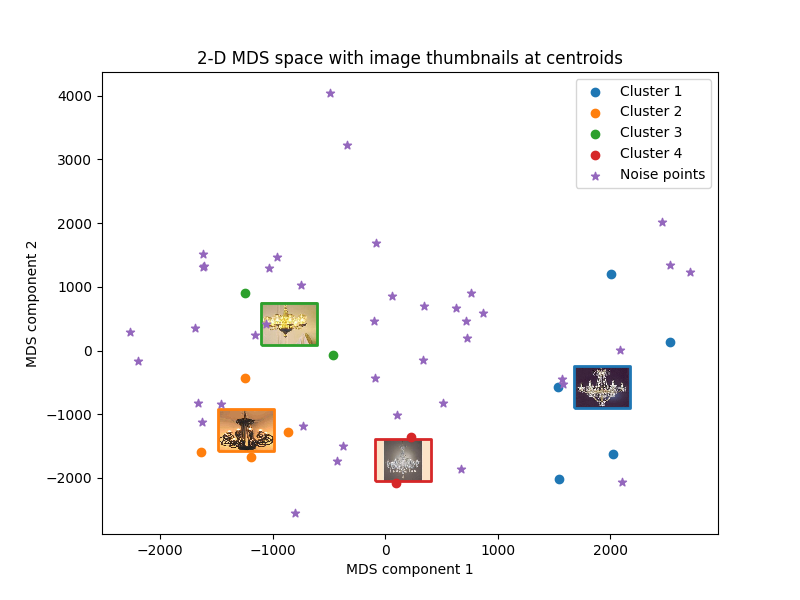 2-D MDS space with image thumbnails at centroids
Cluster 1
Cluster 2
Cluster 3
Cluster 4
Noise points
MDS component 2
4000
3000
2000
1000
0
−1000
−2000
−2000
−1000
0
1000
2000
MDS component 1